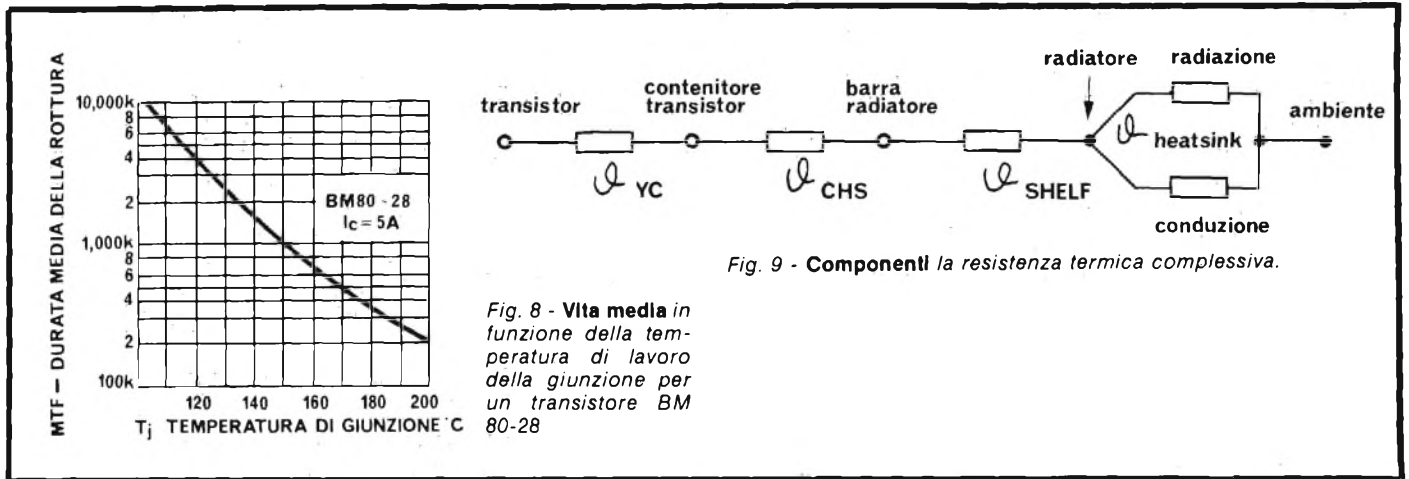 MTF — DURATA MEDIA DELLA ROTTURA
10,000k
8
6
4
2
1,000k
8
6
4
2
100k
BM80-28
Ic = 5A
120 140 160 180 200
Tj TEMPERATURA DI GIUNZIONE °C
Fig. 8 - Vita media in
funzione della tem-
peratura di lavoro
della giunzione per
un transistore BM
80-28
transistor
ϑ YC
contenitore
transistor
ϑ CHS
barra
radiatore
ϑ SHELF
radiatore
radiazione
ϑ heatsink
conduzione
ambiente
Fig. 9 - Componenti la resistenza termica complessiva.